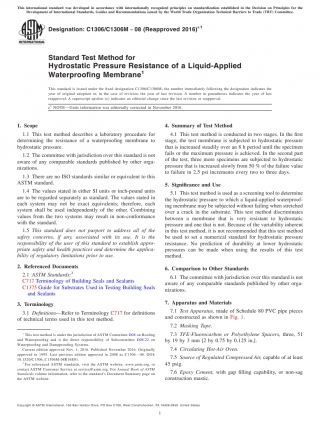 This international standard was developed in accordance with internationally recognized principles on standardization established in the Decision on Principles for the
Development of International Standards, Guides and Recommendations issued by the World Trade Organization Technical Barriers to Trade (TBT) Committee.
Designation: C1306/C1306M − 08 (Reapproved 2016)ε1
Standard Test Method for
Hydrostatic Pressure Resistance of a Liquid-Applied
Waterproofing Membrane1
This standard is issued under the fixed designation C1306/C1306M; the number immediately following the designation indicates the
year of original adoption or, in the case of revision, the year of last revision. A number in parentheses indicates the year of last
reapproval. A superscript epsilon (ε) indicates an editorial change since the last revision or reapproval.
ε1 NOTE—Units information was editorially corrected in November 2016.
1. Scope
1.1 This test method describes a laboratory procedure for
determining the resistance of a waterproofing membrane to
hydrostatic pressure.
1.2 The committee with jurisdiction over this standard is not
aware of any comparable standards published by other orga-
nizations.
1.3 There are no ISO standards similar or equivalent to this
ASTM standard.
1.4 The values stated in either SI units or inch-pound units
are to be regarded separately as standard. The values stated in
each system may not be exact equivalents; therefore, each
system shall be used independently of the other. Combining
values from the two systems may result in non-conformance
with the standard.
1.5 This standard does not purport to address all of the
safety concerns, if any, associated with its use. It is the
responsibility of the user of this standard to establish appro-
priate safety and health practices and determine the applica-
bility of regulatory limitations prior to use.
2. Referenced Documents
2.1 ASTM Standards:2
C717 Terminology of Building Seals and Sealants
C1375 Guide for Substrates Used in Testing Building Seals
and Sealants
3. Terminology
3.1 Definitions—Refer to Terminology C717 for definitions
of technical terms used in this test method.
1 This test method is under the jurisdiction of ASTM Committee D08 on Roofing
and Waterproofing and is the direct responsibility of Subcommittee D08.22 on
Waterproofing and Dampproofing Systems.
Current edition approved Nov. 1, 2016. Published November 2016. Originally
approved in 1995. Last previous edition approved in 2008 as C1306 – 08.
2 For referenced ASTM standards, visit the ASTM website, www.astm.org, or
contact ASTM Customer Service at service@astm.org. For Annual Book of ASTM
Standards volume information, refer to the standard's Document Summary page on
the ASTM website.
4. Summary of Test Method
4.1 This test method is conducted in two stages. In the first
stage, the test membrane is subjected to hydrostatic pressure
that is increased steadily over an 8 h period until the specimen
fails or the maximum pressure is achieved. In the second part
of the test, three more specimens are subjected to hydrostatic
pressure that is increased slowly from 50 % of the failure value
to failure in 2.5 psi increments every two to three days.
5. Significance and Use
5.1 This test method is used as a screening tool to determine
the hydrostatic pressure to which a liquid-applied waterproof-
ing membrane may be subjected without failing when stretched
over a crack in the substrate. This test method discriminates
between a membrane that is very resistant to hydrostatic
pressure and one that is not. Because of the variability inherent
in this test method, it is not recommended that this test method
be used to set a numerical standard for hydrostatic pressure
resistance. No prediction of durability at lower hydrostatic
pressures can be made when using the results of this test
method.
6. Comparison to Other Standards
6.1 The committee with jurisdiction over this standard is not
aware of any comparable standards published by other orga-
nizations.
7. Apparatus and Materials
7.1 Test Apparatus, made of Schedule 80 PVC pipe pieces
and constructed as shown in Fig. 1.
7.2 Masking Tape.
7.3 TFE-Fluorocarbon or Polyethylene Spacers, three, 51
by 19 by 3 mm [2 by 0.75 by 0.125 in.].
7.4 Circulating Hot-Air Oven.
7.5 Source of Regulated Compressed Air, capable of at least
45 psig.
7.6 Epoxy Cement, with gap filling capability, or non-sag
construction mastic.
Copyright © ASTM International, 100 Barr Harbor Drive, PO Box C700, West Conshohocken, PA 19428-2959. United States
1